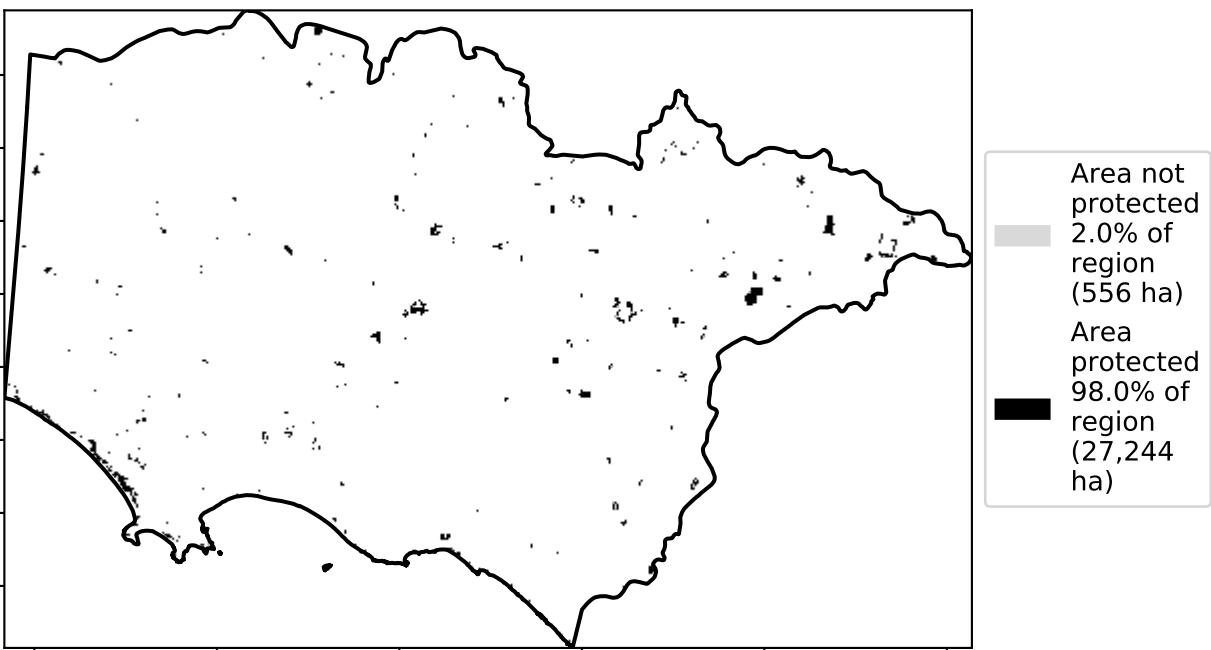 Area not
protected
2.0% of
region
(556 ha)
Area
protected
98.0% of
region
(27,244
ha)